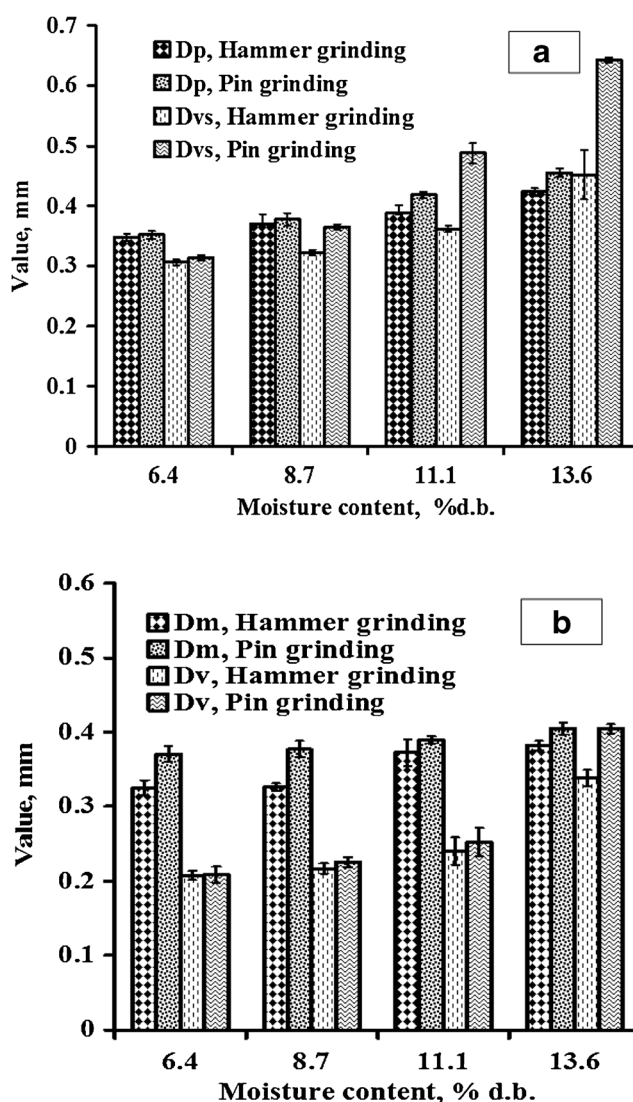 0.7
a
Dp, Hammer grinding
0.6
Dp, Pin grinding
Dvs, Hammer grinding
0.5
Dvs, Pin grinding
0.4
0.3
0.2
0.1
0
Value, mm
6.4 8.7 11.1 13.6
Moisture content, %d.b.
0.6
b
Dm, Hammer grinding
Dm, Pin grinding
0.5
Dv, Hammer grinding
Dv, Pin grinding
0.4
0.3
0.2
0.1
0
Value, mm
6.4 8.7 11.1 13.6
Moisture content, % d.b.